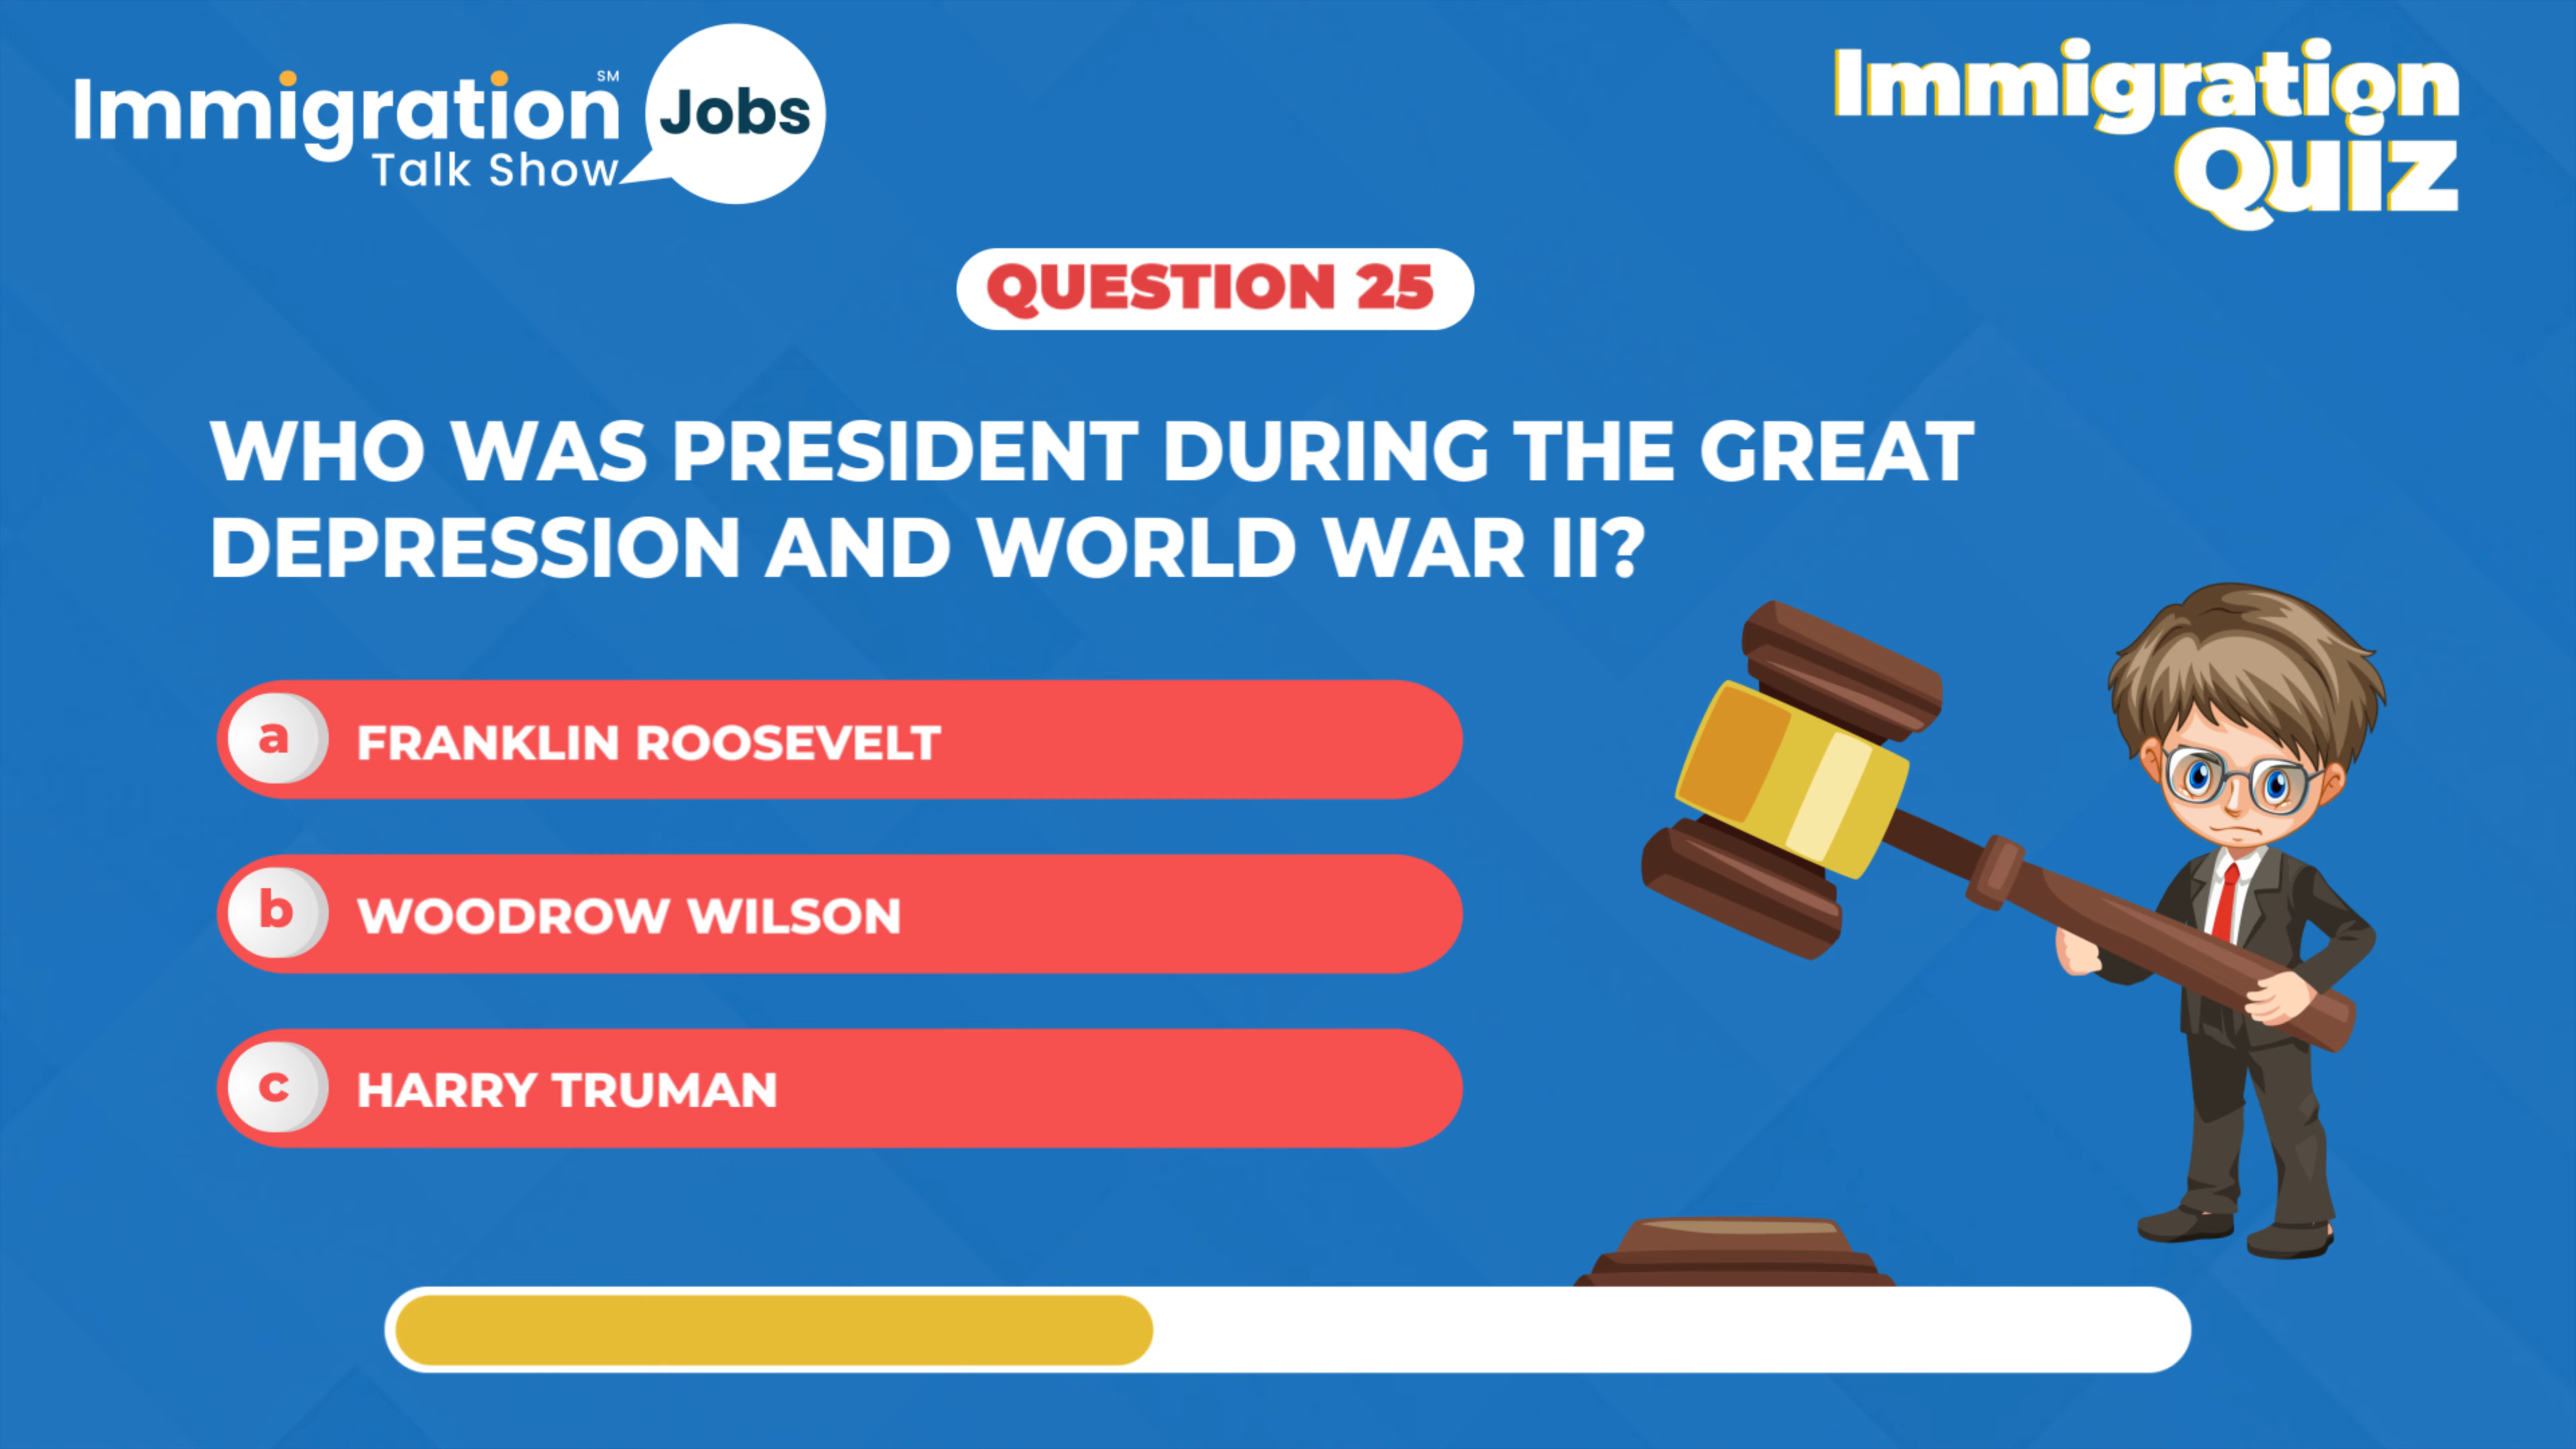 Immigration SM
Talk Show
Jobs
Immigration
Quiz
QUESTION 25
WHO WAS PRESIDENT DURING THE GREAT
DEPRESSION AND WORLD WAR II?
a FRANKLIN ROOSEVELT
b WOODROW WILSON
c HARRY TRUMAN